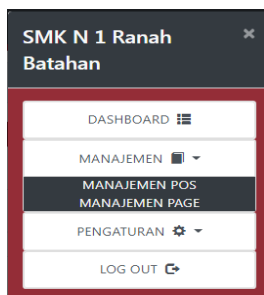 SMK N 1 Ranah
Batahan
×
DASHBOARD
MANAJEMEN
MANAJEMEN POS
MANAJEMEN PAGE
PENGATURAN
LOG OUT